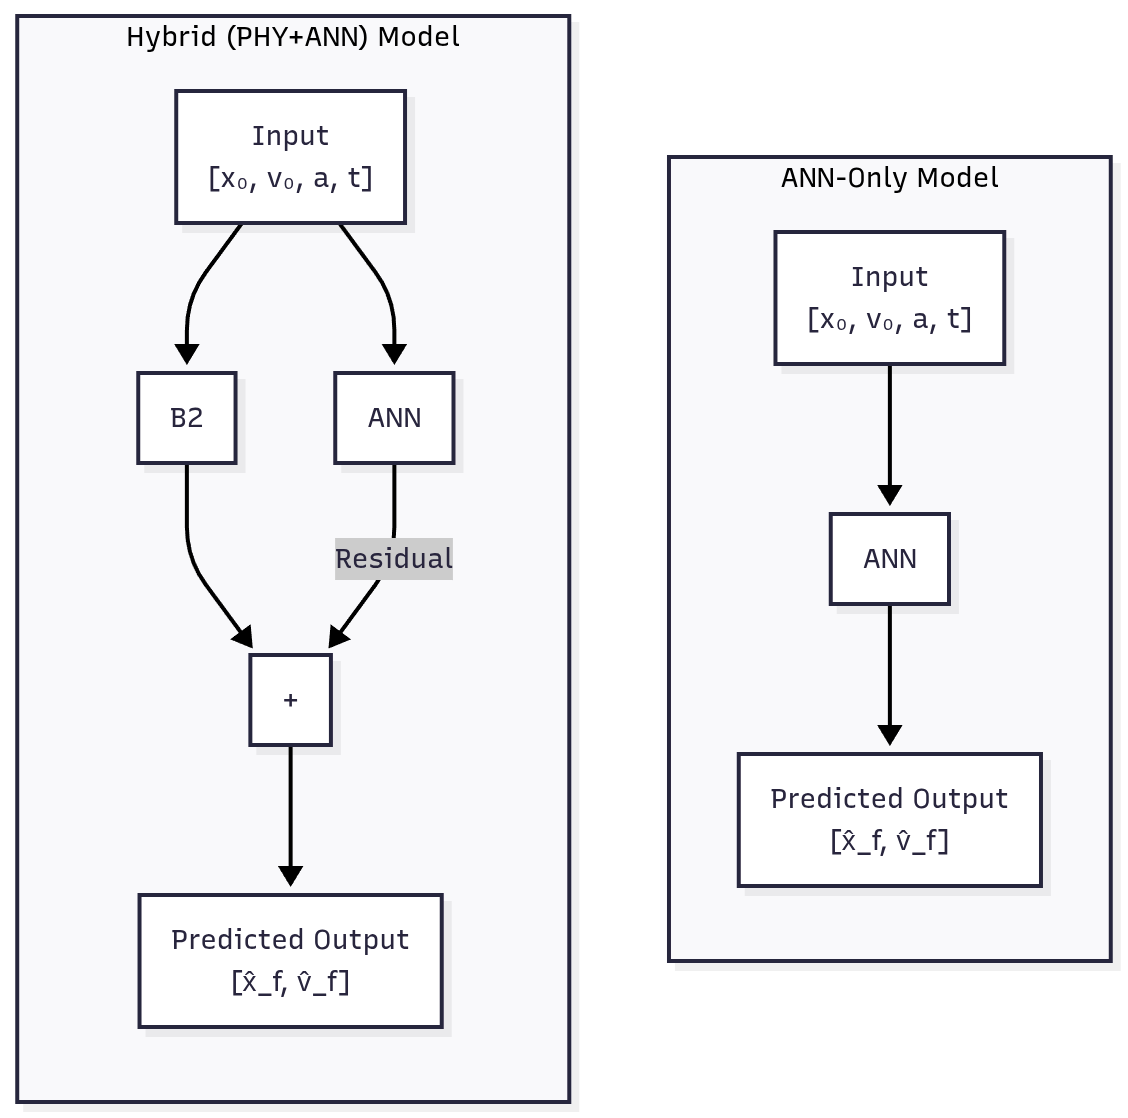 Hybrid (PHY+ANN) Model
Input
[x₀, v₀, a, t]
B2
ANN
Residual
+
Predicted Output
[x̂_f, v̂_f]
ANN-Only Model
Input
[x₀, v₀, a, t]
ANN
Predicted Output
[x̂_f, v̂_f]